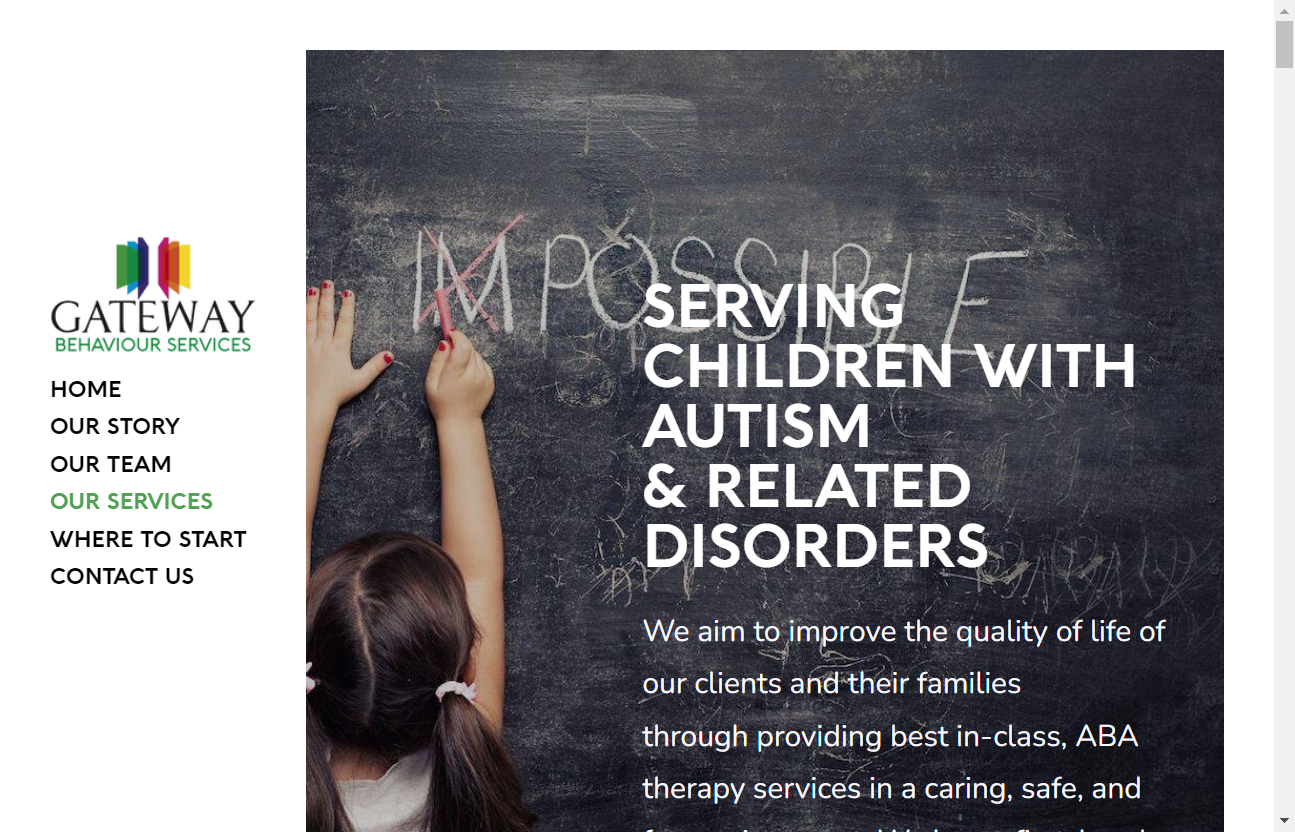 GATEWAY
BEHAVIOUR SERVICES
HOME
OUR STORY
OUR TEAM
OUR SERVICES
WHERE TO START
CONTACT US
IMPOSSIBLE
SERVING
CHILDREN WITH
AUTISM
& RELATED
DISORDERS
We aim to improve the quality of life of
our clients and their families
through providing best in-class, ABA
therapy services in a caring, safe, and